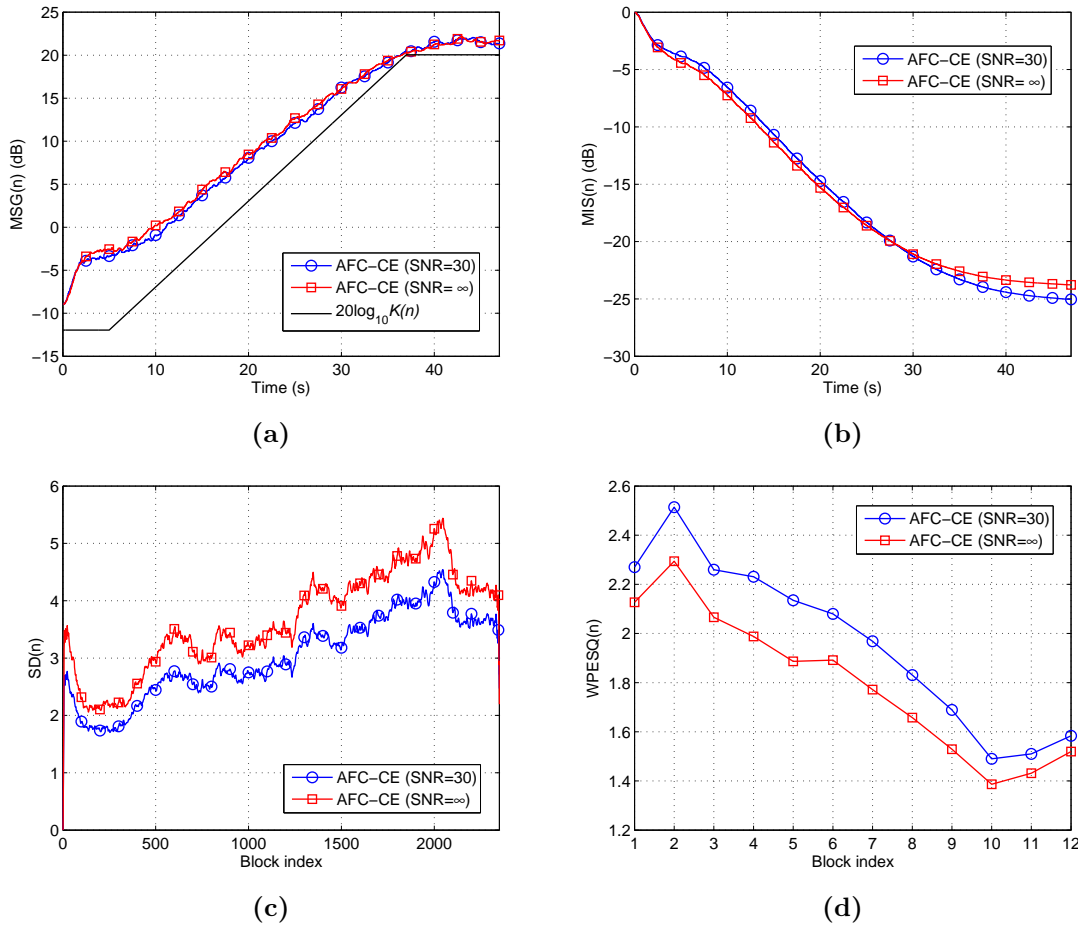 25
20
15
10
5
0
−5
−10
−15
MSG(n) (dB)
0 10 20 30 40
Time (s)
AFC−CE (SNR=30)
AFC−CE (SNR= ∞)
20log10K(n)
(a)
0
−5
−10
−15
−20
−25
−30
MIS(n) (dB)
0 10 20 30 40
Time (s)
AFC−CE (SNR=30)
AFC−CE (SNR= ∞)
(b)
6
5
4
3
2
1
0
SD(n)
0 500 1000 1500 2000
Block index
AFC−CE (SNR=30)
AFC−CE (SNR=∞)
(c)
2.6
2.4
2.2
2
1.8
1.6
1.4
1.2
WPESQ(n)
1 2 3 4 5 6 7 8 9 10 11 12
Block index
AFC−CE (SNR=30)
AFC−CE (SNR=∞)
(d)